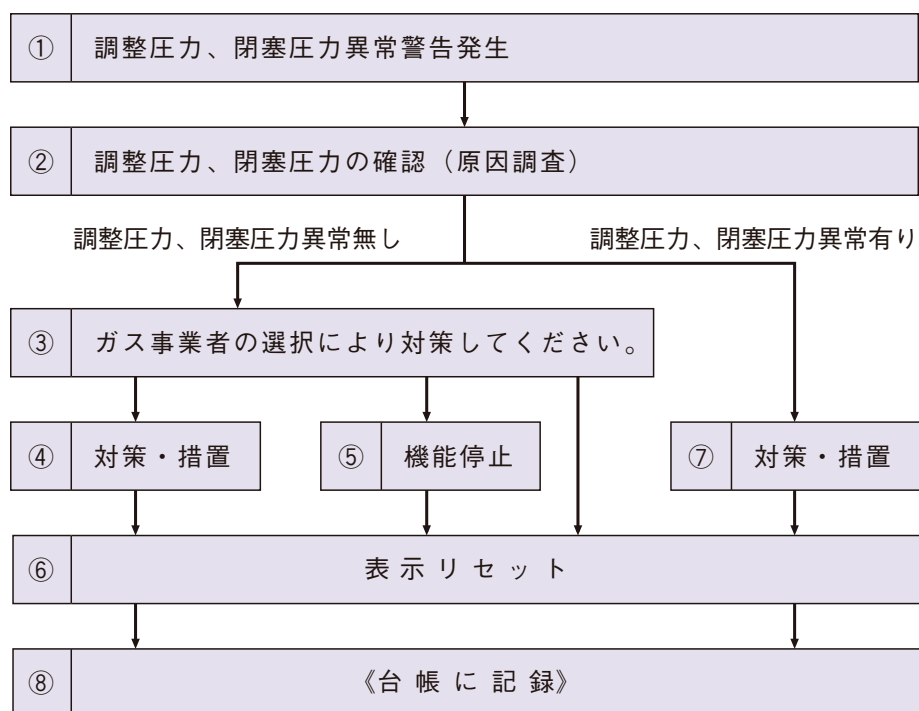 ① 調整圧力、閉塞圧力異常警告発生
② 調整圧力、閉塞圧力の確認（原因調査）
調整圧力、閉塞圧力異常無し
調整圧力、閉塞圧力異常有り
③ ガス事業者の選択により対策してください。
④ 対策・措置
⑤ 機能停止
⑦ 対策・措置
⑥ 表示リセット
⑧ 《台帳に記録》